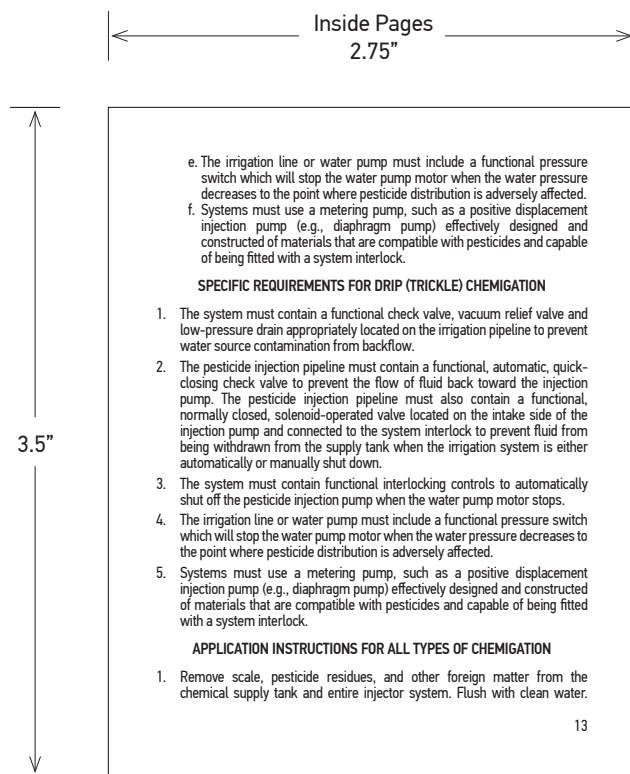 Inside Pages
2.75”
3.5”
e. The irrigation line or water pump must include a functional pressure
switch which will stop the water pump motor when the water pressure
decreases to the point where pesticide distribution is adversely affected.
f. Systems must use a metering pump, such as a positive displacement
injection pump (e.g., diaphragm pump) effectively designed and
constructed of materials that are compatible with pesticides and capable
of being fitted with a system interlock.
SPECIFIC REQUIREMENTS FOR DRIP (TRICKLE) CHEMIGATION
1. The system must contain a functional check valve, vacuum relief valve and
low-pressure drain appropriately located on the irrigation pipeline to prevent
water source contamination from backflow.
2. The pesticide injection pipeline must contain a functional, automatic, quick-
closing check valve to prevent the flow of fluid back toward the injection
pump. The pesticide injection pipeline must also contain a functional,
normally closed, solenoid-operated valve located on the intake side of the
injection pump and connected to the system interlock to prevent fluid from
being withdrawn from the supply tank when the irrigation system is either
automatically or manually shut down.
3. The system must contain functional interlocking controls to automatically
shut off the pesticide injection pump when the water pump motor stops.
4. The irrigation line or water pump must include a functional pressure switch
which will stop the water pump motor when the water pressure decreases to
the point where pesticide distribution is adversely affected.
5. Systems must use a metering pump, such as a positive displacement
injection pump (e.g., diaphragm pump) effectively designed and constructed
of materials that are compatible with pesticides and capable of being fitted
with a system interlock.
APPLICATION INSTRUCTIONS FOR ALL TYPES OF CHEMIGATION
1. Remove scale, pesticide residues, and other foreign matter from the
chemical supply tank and entire injector system. Flush with clean water.
13